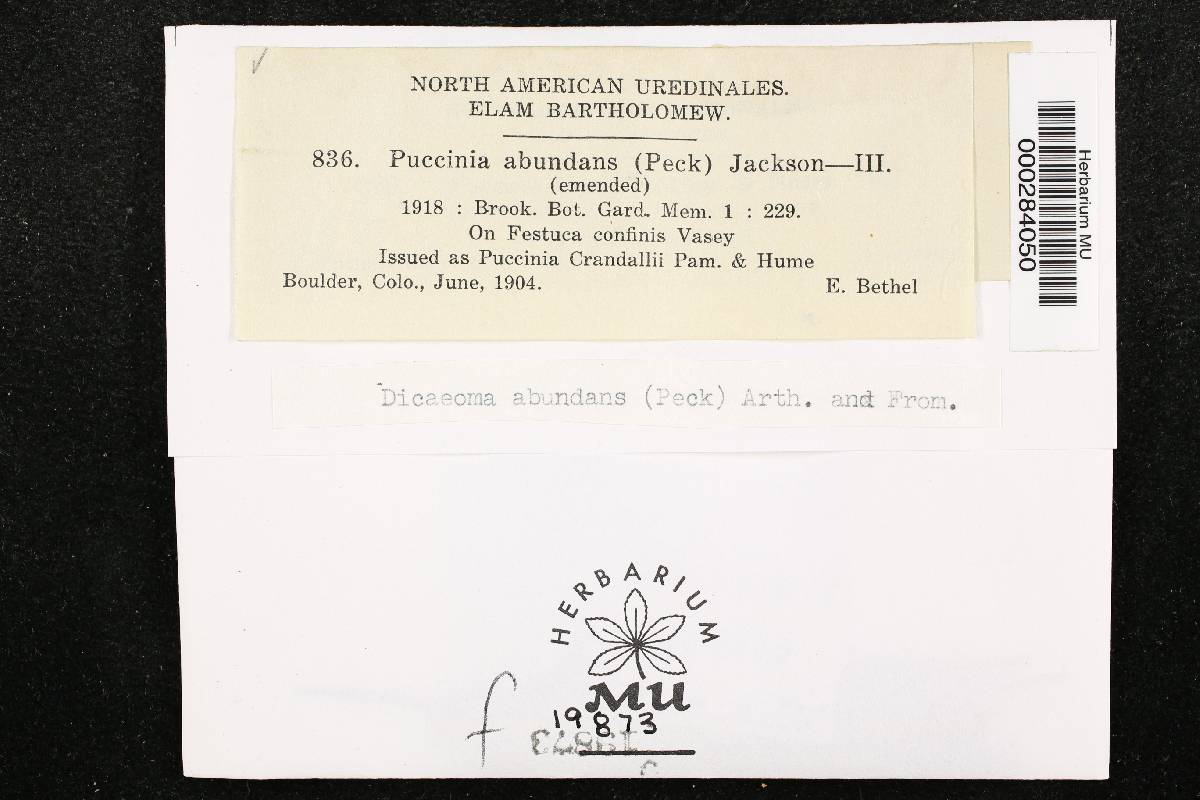 NORTH AMERICAN UREDINALES.
ELAM BARTHOLOMEW.
836. Puccinia abundans (Peck) Jackson—III.
(emended)
1918 : Brook. Bot. Gard. Mem. 1 : 229.
On Festuca confinis Vasey
Issued as Puccinia Crandallii Pam. & Hume
Boulder, Colo., June, 1904. E. Bethel
Herbarium MU
000284050
Dicaeoma abundans (Peck) Arth. and From.
HERBARIUM
MU
f
19873